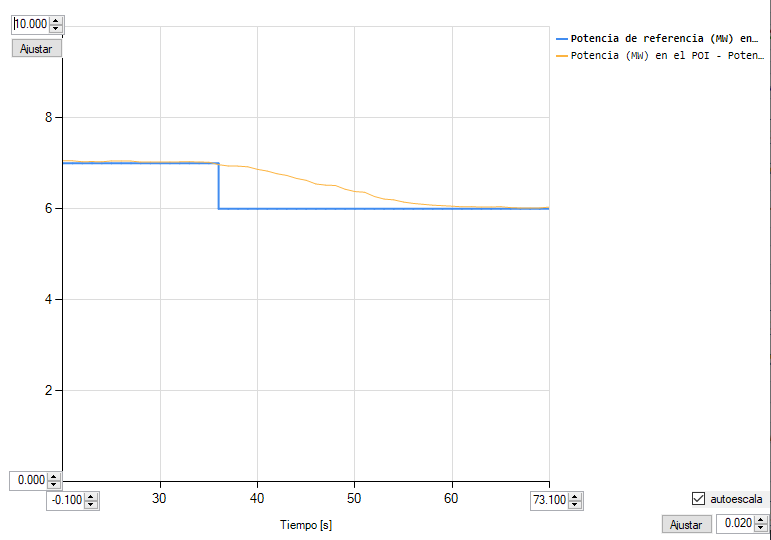 10.000
Ajustar
Potencia de referencia (MW) en…
Potencia (MW) en el POI - Poten…
8
6
4
2
0.000
-0.100
30
40
50
60
73.100
Tiempo [s]
autoescala
Ajustar
0.020